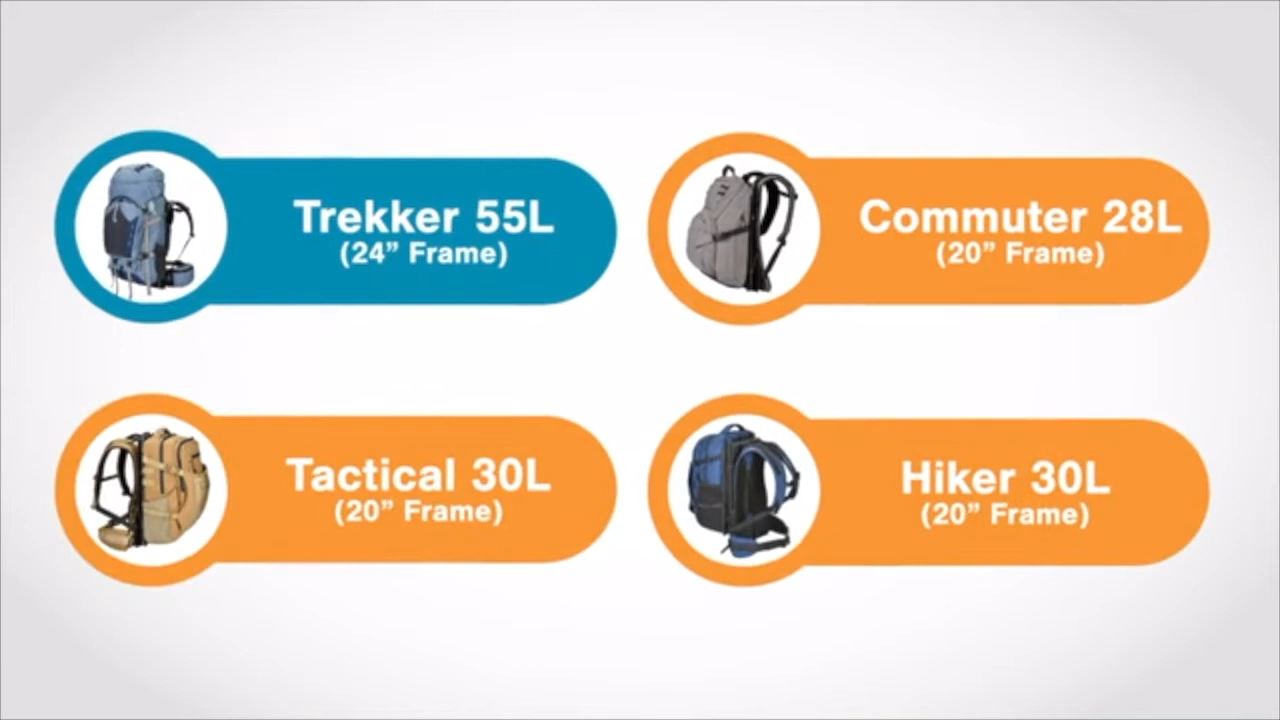 Trekker 55L
(24” Frame)
Commuter 28L
(20” Frame)
Tactical 30L
(20” Frame)
Hiker 30L
(20” Frame)